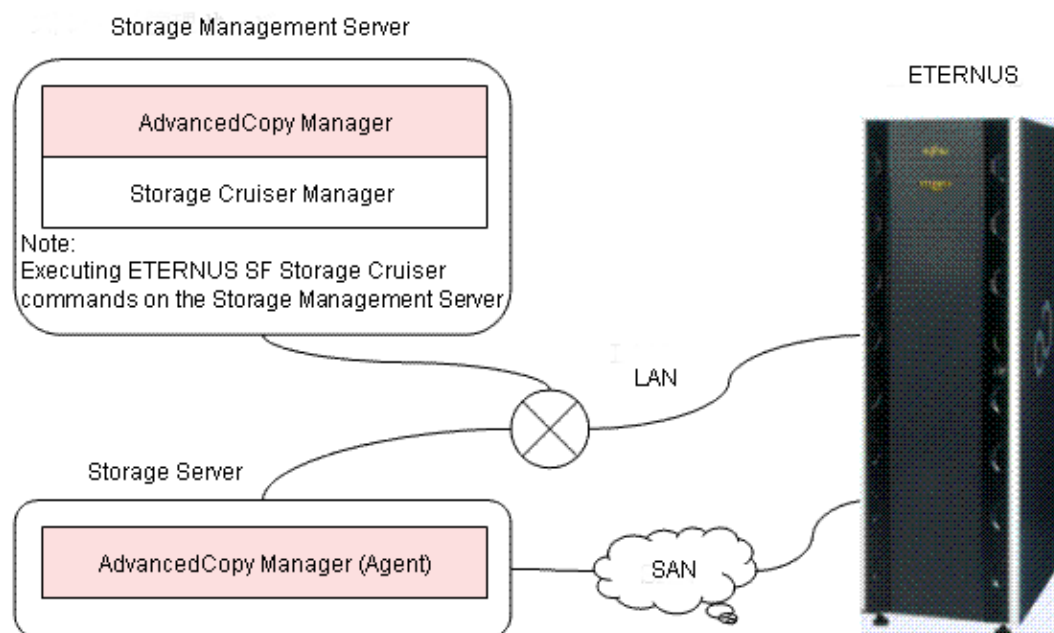 Storage Management Server
ETERNUS
AdvancedCopy Manager
Storage Cruiser Manager
Note:
Executing ETERNUS SF Storage Cruiser
commands on the Storage Management Server
LAN
Storage Server
AdvancedCopy Manager (Agent)
SAN